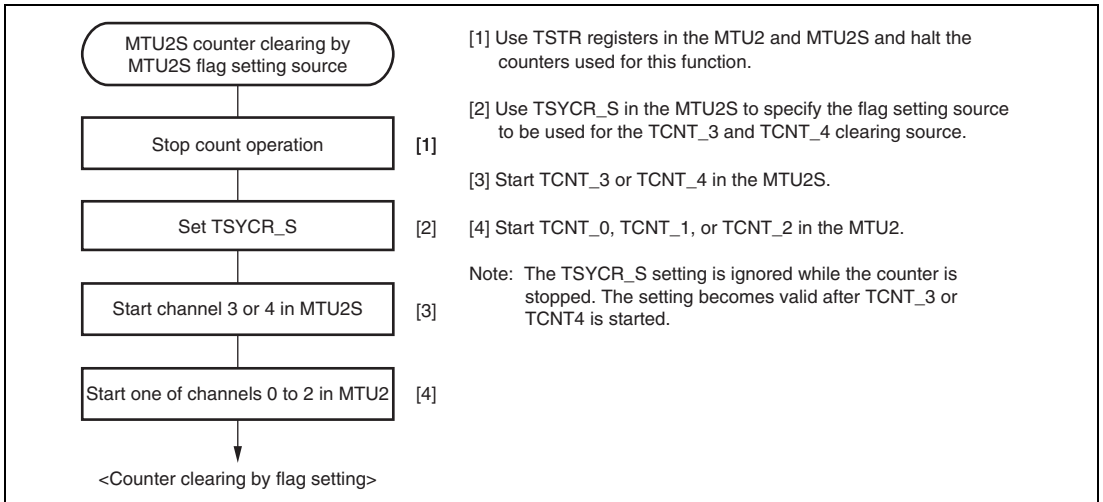 MTU2S counter clearing by
MTU2S flag setting source
Stop count operation
[1]
Set TSYCR_S
[2]
Start channel 3 or 4 in MTU2S
[3]
Start one of channels 0 to 2 in MTU2
[4]
<Counter clearing by flag setting>
[1] Use TSTR registers in the MTU2 and MTU2S and halt the
counters used for this function.
[2] Use TSYCR_S in the MTU2S to specify the flag setting source
to be used for the TCNT_3 and TCNT_4 clearing source.
[3] Start TCNT_3 or TCNT_4 in the MTU2S.
[4] Start TCNT_0, TCNT_1, or TCNT_2 in the MTU2.
Note: The TSYCR_S setting is ignored while the counter is
stopped. The setting becomes valid after TCNT_3 or
TCNT4 is started.